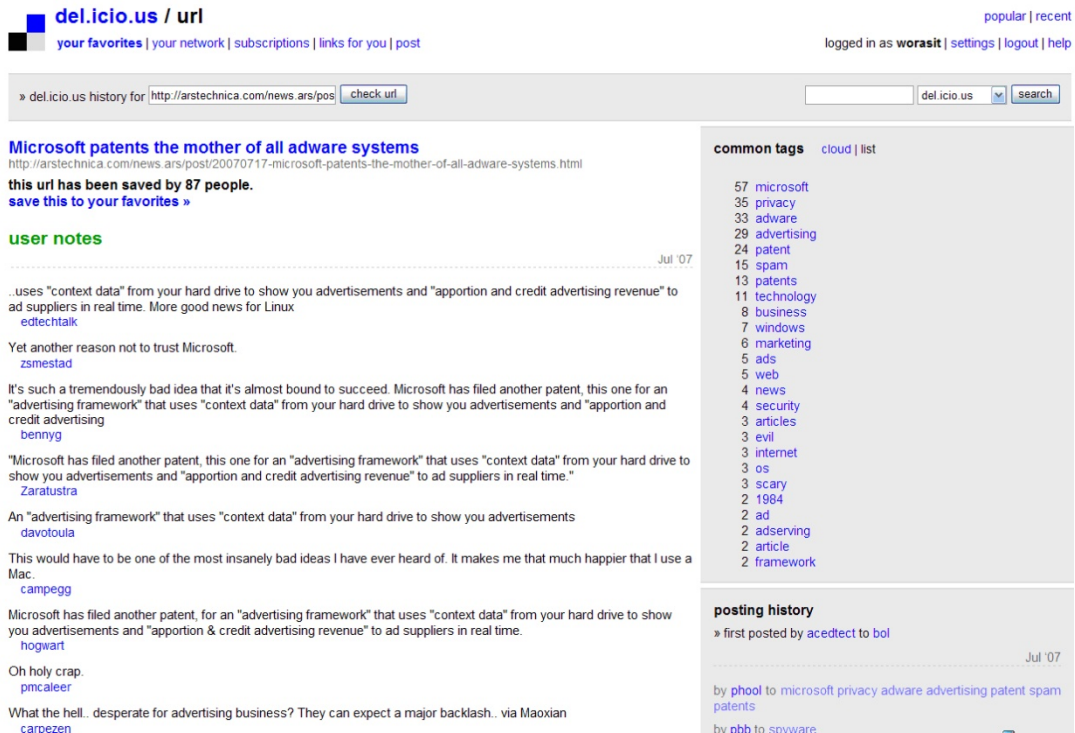 del.icio.us / url
popular | recent
your favorites | your network | subscriptions | links for you | post
logged in as worasit | settings | logout | help
» del.icio.us history for http://arstechnica.com/news.ars/pos check url
del.icio.us search
Microsoft patents the mother of all adware systems
http://arstechnica.com/news.ars/post/20070717-microsoft-patents-the-mother-of-all-adware-systems.html
this url has been saved by 87 people.
save this to your favorites »
user notes
Jul '07
..uses "context data" from your hard drive to show you advertisements and "apportion and credit advertising revenue" to
ad suppliers in real time. More good news for Linux
edtechtalk
Yet another reason not to trust Microsoft.
zsmestad
It's such a tremendously bad idea that it's almost bound to succeed. Microsoft has filed another patent, this one for an
"advertising framework" that uses "context data" from your hard drive to show you advertisements and "apportion and
credit advertising
bennyg
"Microsoft has filed another patent, this one for an "advertising framework" that uses "context data" from your hard drive to
show you advertisements and "apportion and credit advertising revenue" to ad suppliers in real time."
Zaratustra
An "advertising framework" that uses "context data" from your hard drive to show you advertisements
davotoula
This would have to be one of the most insanely bad ideas I have ever heard of. It makes me that much happier that I use a
Mac.
campegg
Microsoft has filed another patent, for an "advertising framework" that uses "context data" from your hard drive to show
you advertisements and "apportion & credit advertising revenue" to ad suppliers in real time.
hogwart
Oh holy crap.
pmcaleer
What the hell.. desperate for advertising business? They can expect a major backlash.. via Maoxian
carpezen
common tags cloud | list
57 microsoft
35 privacy
33 adware
29 advertising
24 patent
15 spam
13 patents
11 technology
8 business
7 windows
6 marketing
5 ads
5 web
4 news
4 security
3 articles
3 evil
3 internet
3 os
3 scary
2 1984
2 ad
2 adserving
2 article
2 framework
posting history
» first posted by acedtect to bol
Jul '07
by phool to microsoft privacy adware advertising patent spam
patents
by pbb to spyware